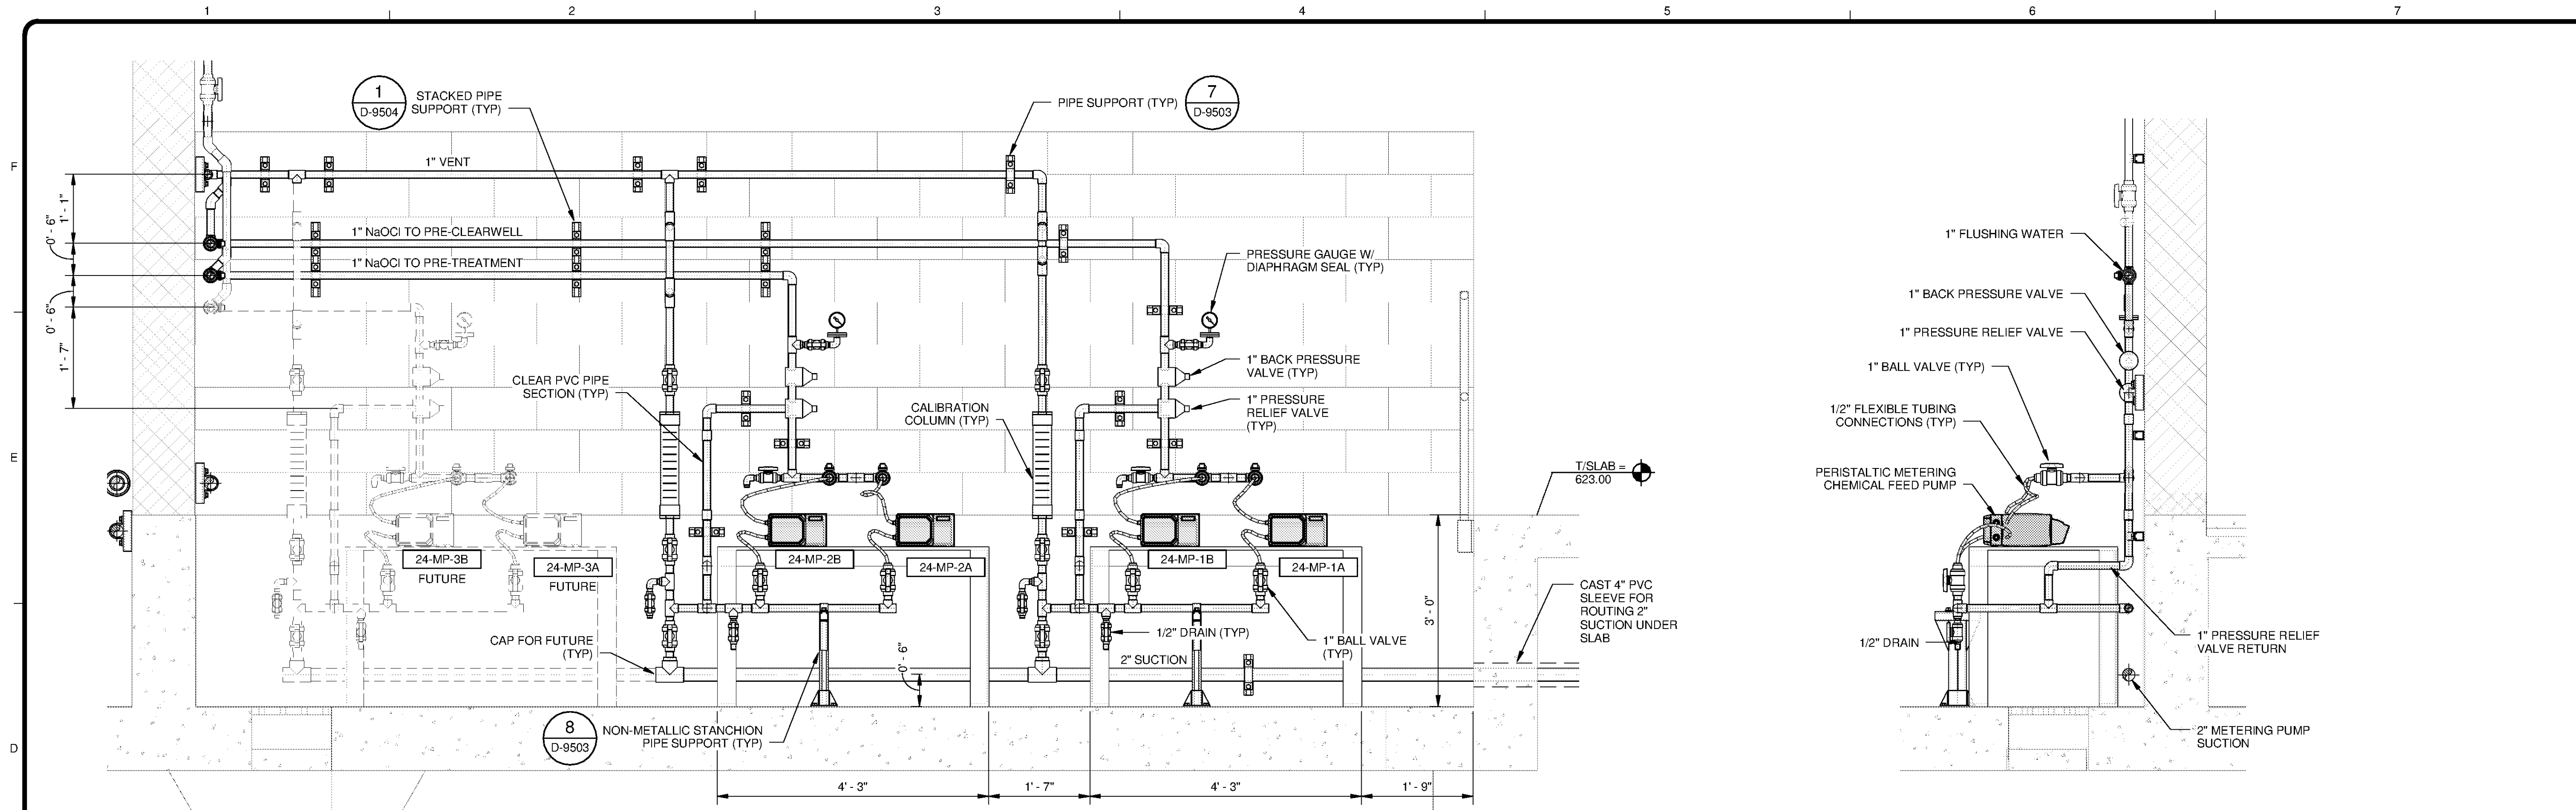 1 2 3 4 5 6 7
F
E
D
1
D-9504
STACKED PIPE
SUPPORT (TYP)
PIPE SUPPORT (TYP)
7
D-9503
1" VENT
1' - 1"
0' - 6"
0' - 6"
1' - 7"
1" NaOCl TO PRE-CLEARWELL
1" NaOCl TO PRE-TREATMENT
PRESSURE GAUGE W/
DIAPHRAGM SEAL (TYP)
1" BACK PRESSURE
VALVE (TYP)
1" PRESSURE
RELIEF VALVE
(TYP)
CLEAR PVC PIPE
SECTION (TYP)
CALIBRATION
COLUMN (TYP)
T/SLAB =
623.00
24-MP-3B
FUTURE
24-MP-3A
FUTURE
24-MP-2B
24-MP-2A
24-MP-1B
24-MP-1A
CAST 4" PVC
SLEEVE FOR
ROUTING 2"
SUCTION UNDER
SLAB
3' - 0"
CAP FOR FUTURE
(TYP)
1/2" DRAIN (TYP)
1" BALL VALVE
(TYP)
2" SUCTION
0' - 6"
8
D-9503
NON-METALLIC STANCHION
PIPE SUPPORT (TYP)
4' - 3"
1' - 7"
4' - 3"
1' - 9"
1" FLUSHING WATER
1" BACK PRESSURE VALVE
1" PRESSURE RELIEF VALVE
1" BALL VALVE (TYP)
1/2" FLEXIBLE TUBING
CONNECTIONS (TYP)
PERISTALTIC METERING
CHEMICAL FEED PUMP
1/2" DRAIN
1" PRESSURE RELIEF
VALVE RETURN
2" METERING PUMP
SUCTION